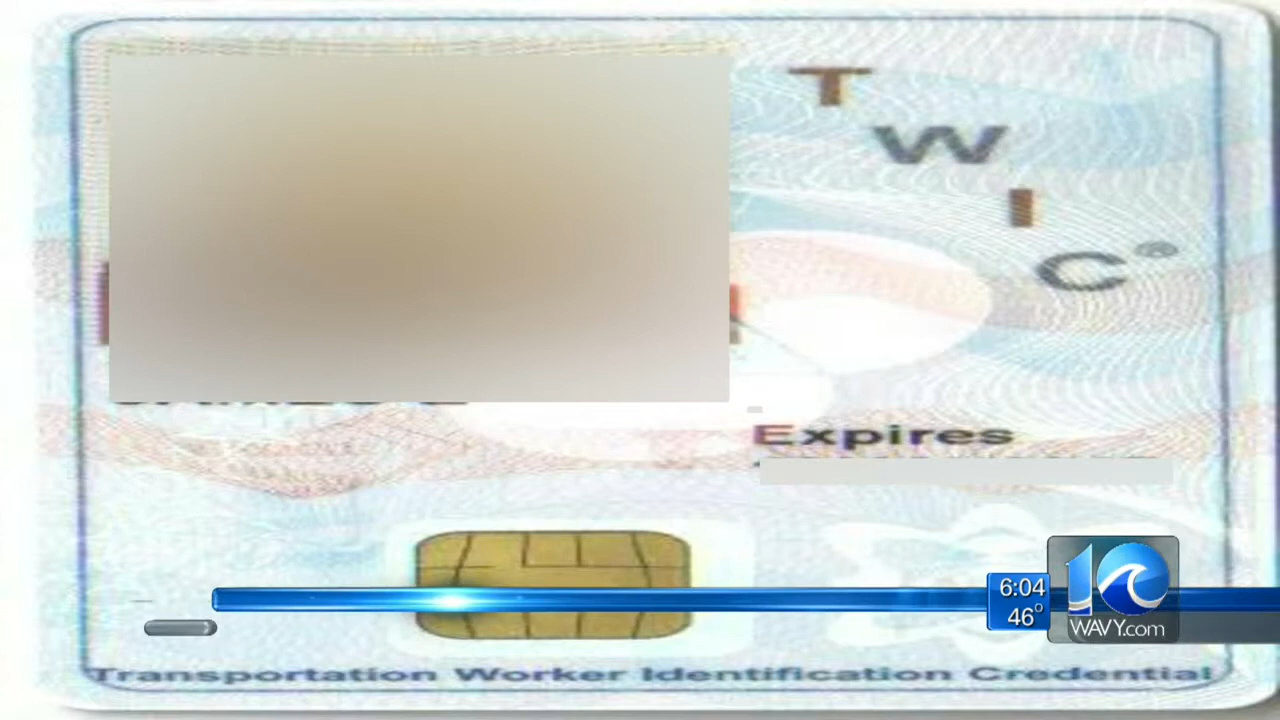 T
W
I
C®
Expires
6:04
46°
10
WAVY.com
Transportation Worker Identification Credential